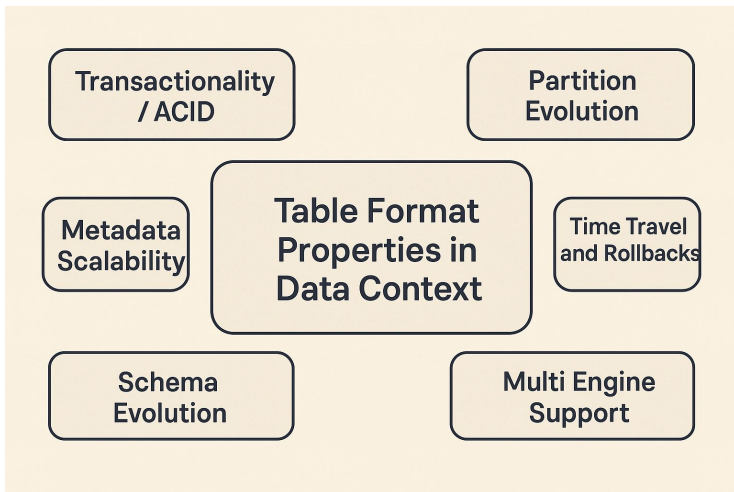 Transactionality
/ ACID
Partition
Evolution
Metadata
Scalability
Table Format
Properties in
Data Context
Time Travel
and Rollbacks
Schema
Evolution
Multi Engine
Support